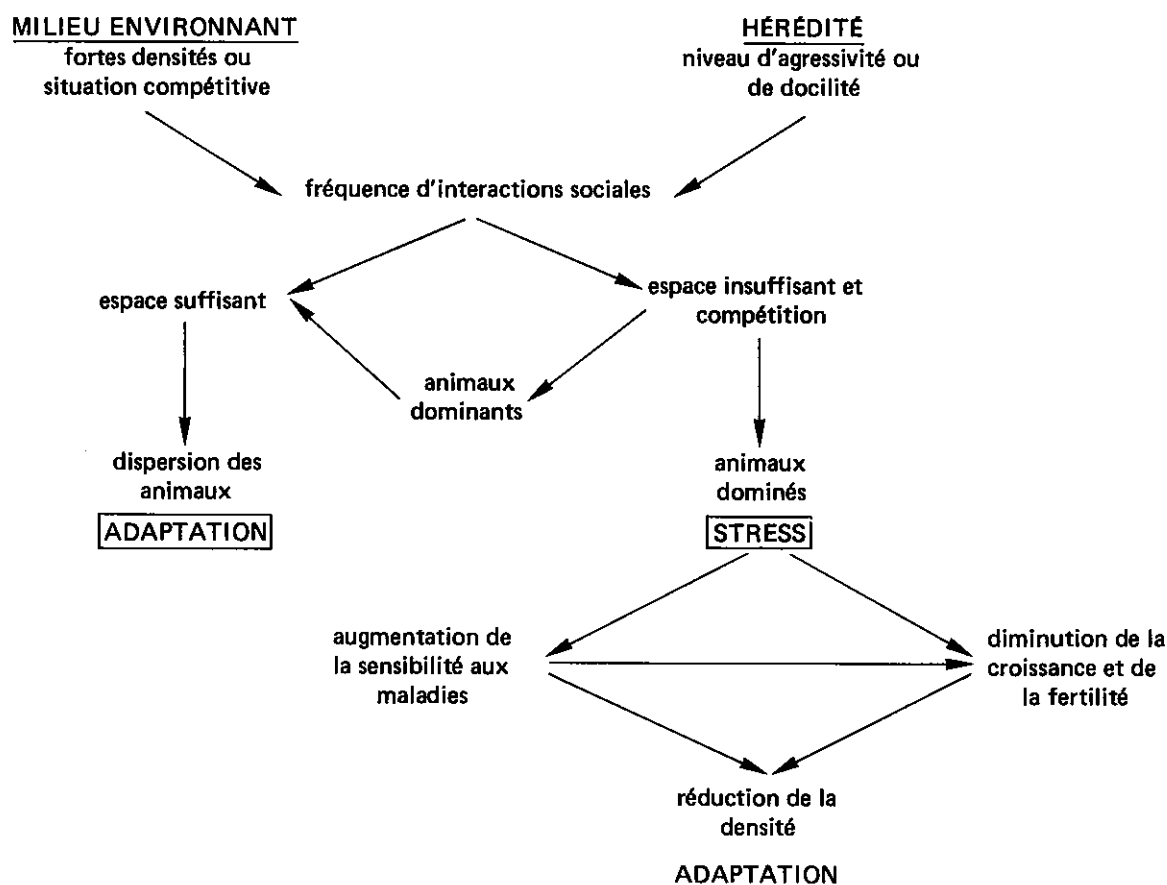 MILIEU ENVIRONNANT
fortes densités ou
situation compétitive
HÉRÉDITÉ
niveau d'agressivité ou
de docilité
fréquence d'interactions sociales
espace suffisant
espace insuffisant et
compétition
animaux
dominants
dispersion des
animaux
ADAPTATION
animaux
dominés
STRESS
augmentation de
la sensibilité aux
maladies
diminution de la
croissance et de
la fertilité
réduction de la
densité
ADAPTATION